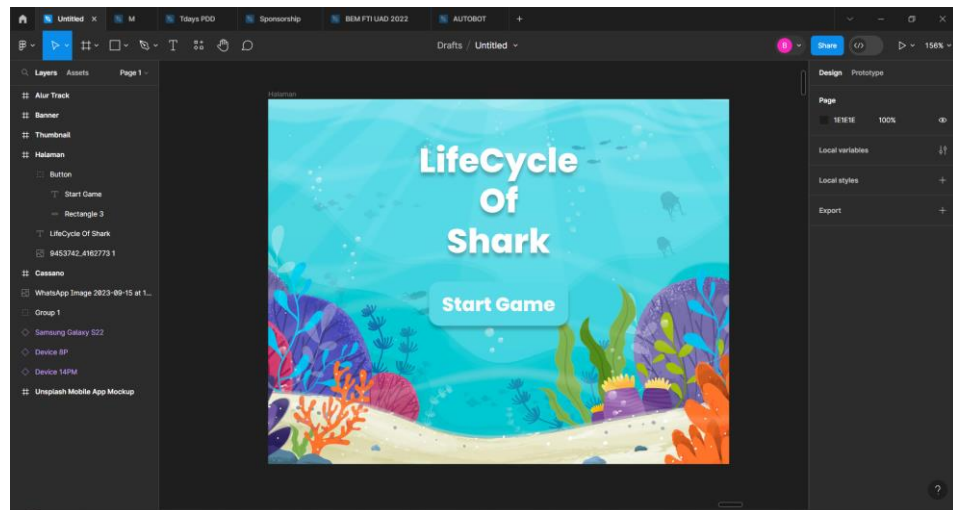 Untitled
M
Tdays PDD
Sponsorship
BEM FTI UAD 2022
AUTOBOT
Drafts / Untitled
B
Share
156%
Layers
Assets
Page 1
Alur Track
Banner
Thumbnail
Halaman
Button
Start Game
Rectangle 3
LifeCycle Of Shark
9453742_4162773 1
Cassano
WhatsApp Image 2023-09-15 at 1...
Group 1
Samsung Galaxy S22
Device 8P
Device 14PM
Unsplash Mobile App Mockup
Halaman
LifeCycle
Of
Shark
Start Game
Design
Prototype
Page
1E1E1E
100%
Local variables
Local styles
Export
?